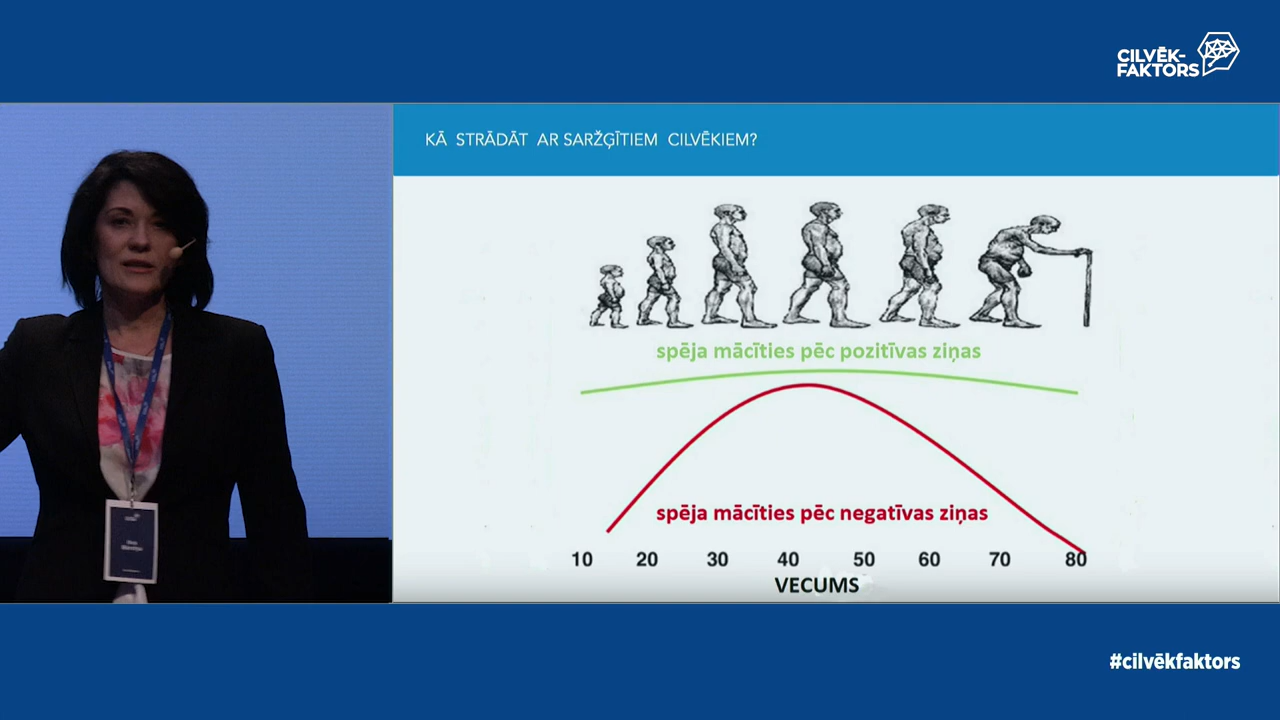 CILVĒK-
FAKTORS
KĀ STRĀDĀT AR SARŽĢĪTIEM CILVĒKIEM?
spēja mācīties pēc pozitīvas ziņas
spēja mācīties pēc negatīvas ziņas
10 20 30 40 50 60 70 80
VECUMS
#cilvēkfaktors